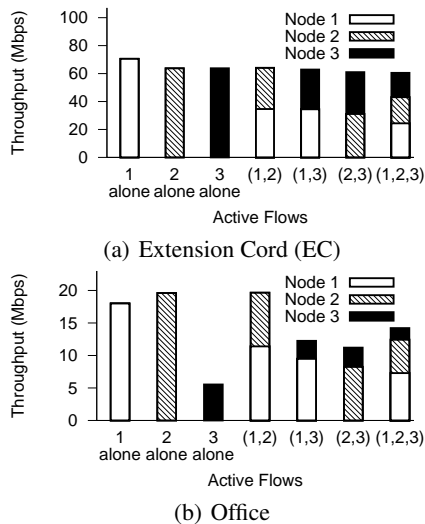 Throughput (Mbps)
100
80
60
40
20
0
Node 1
Node 2
Node 3
1 2 3 (1,2) (1,3) (2,3) (1,2,3)
alone alone alone
Active Flows
(a) Extension Cord (EC)
Throughput (Mbps)
20
15
10
5
0
Node 1
Node 2
Node 3
1 2 3 (1,2) (1,3) (2,3) (1,2,3)
alone alone alone
Active Flows
(b) Office